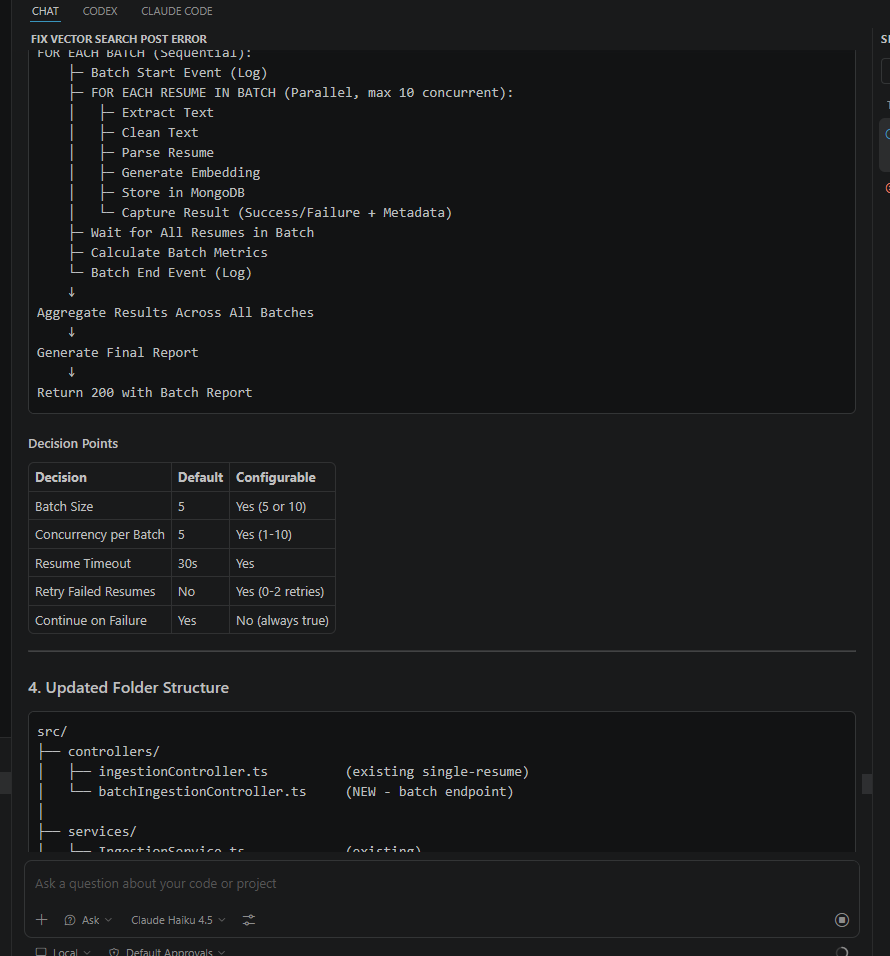 CHAT CODEX CLAUDE CODE
FIX VECTOR SEARCH POST ERROR
FOR EACH BATCH (Sequential):
├─ Batch Start Event (Log)
├─ FOR EACH RESUME IN BATCH (Parallel, max 10 concurrent):
│  ├─ Extract Text
│  ├─ Clean Text
│  ├─ Parse Resume
│  ├─ Generate Embedding
│  ├─ Store in MongoDB
│  └─ Capture Result (Success/Failure + Metadata)
├─ Wait for All Resumes in Batch
├─ Calculate Batch Metrics
└─ Batch End Event (Log)
↓
Aggregate Results Across All Batches
↓
Generate Final Report
↓
Return 200 with Batch Report
Decision Points
Decision Default Configurable
Batch Size 5 Yes (5 or 10)
Concurrency per Batch 5 Yes (1-10)
Resume Timeout 30s Yes
Retry Failed Resumes No Yes (0-2 retries)
Continue on Failure Yes No (always true)
4. Updated Folder Structure
src/
├── controllers/
│   ├── ingestionController.ts (existing single-resume)
│   └── batchIngestionController.ts (NEW - batch endpoint)
│
├── services/
│   └── IngestionService.ts (existing)
Ask a question about your code or project
Ask Claude Haiku 4.5
Local Default Approvals